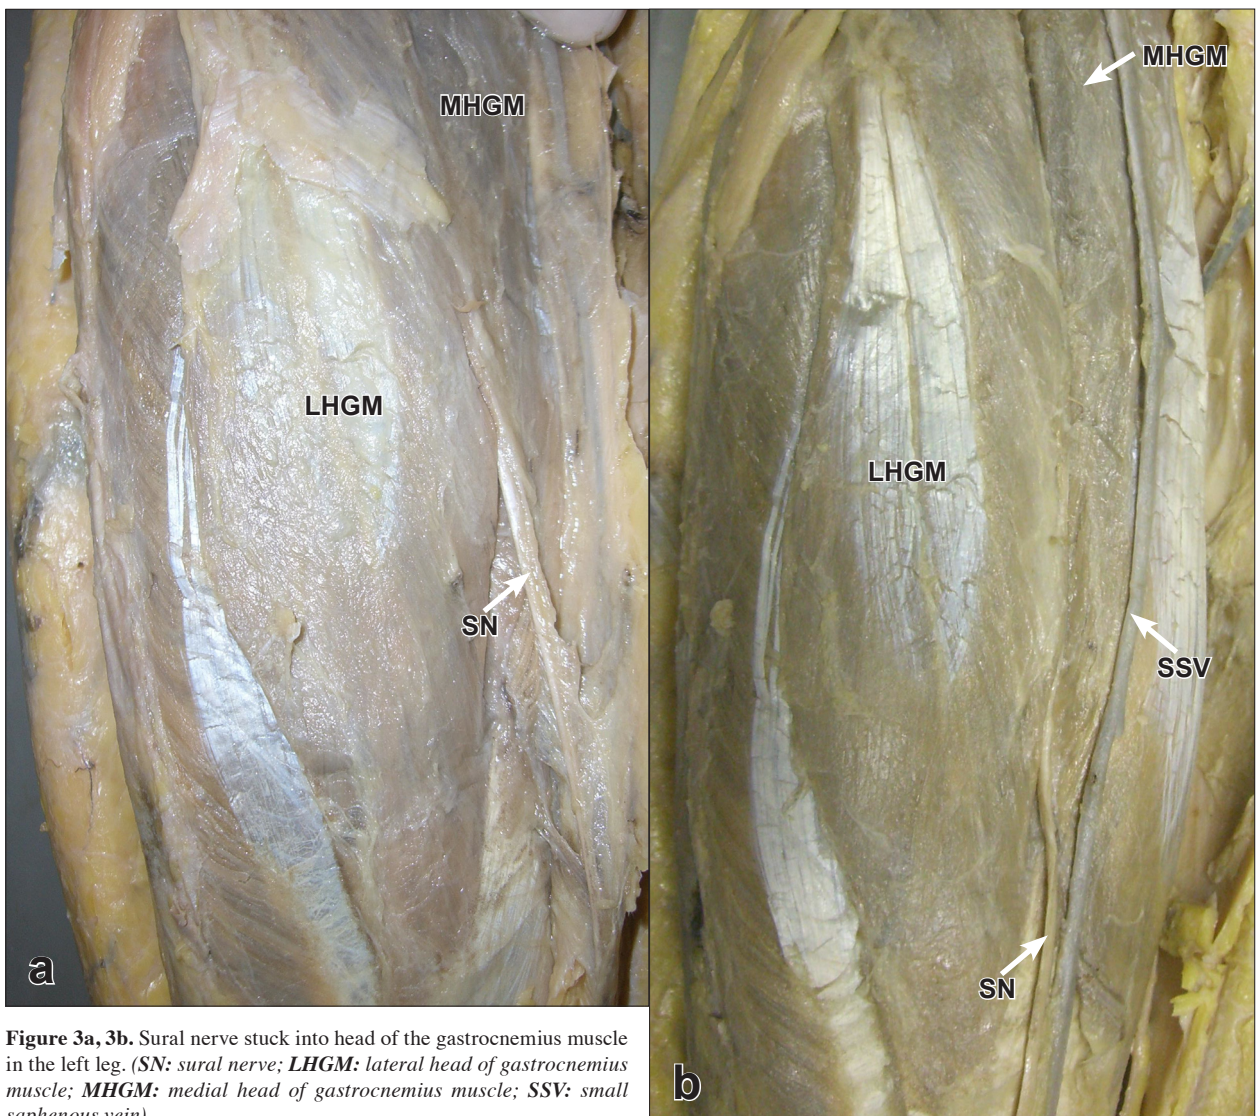 MHGM
LHGM
SN
a
MHGM
LHGM
SSV
SN
b
Figure 3a, 3b. Sural nerve stuck into head of the gastrocnemius muscle
in the left leg. (SN: sural nerve; LHGM: lateral head of gastrocnemius
muscle; MHGM: medial head of gastrocnemius muscle; SSV: small
saphenous vein)